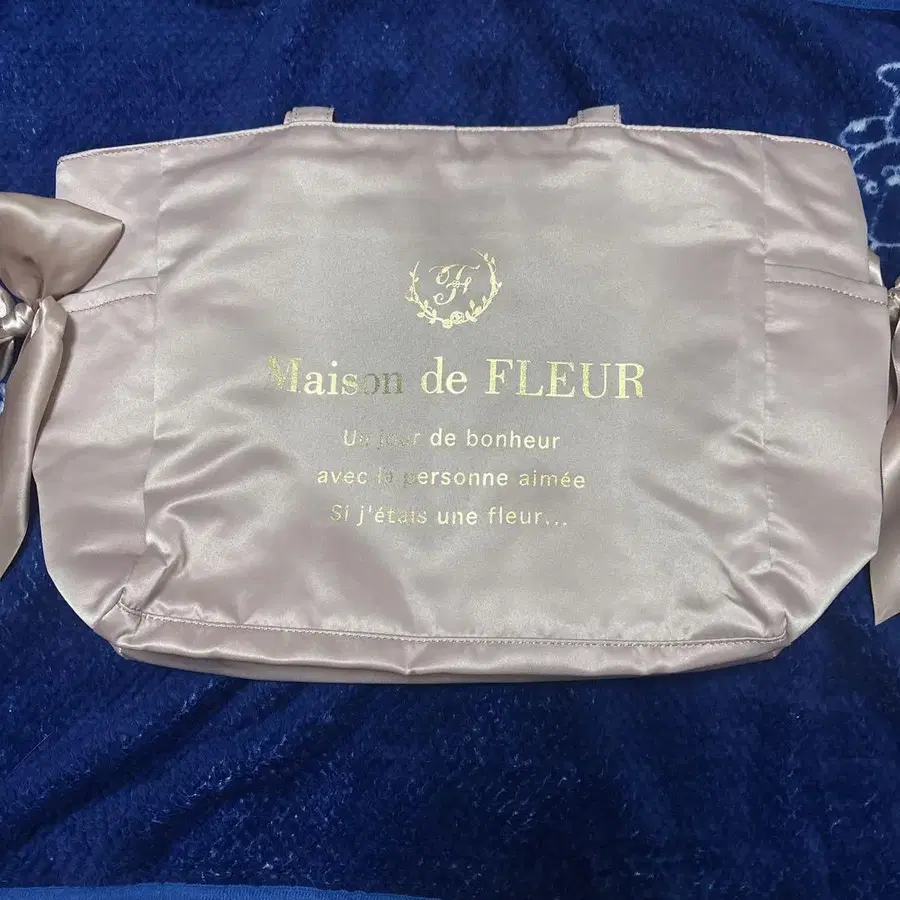 F
Maison de FLEUR
Un jour de bonheur
avec la personne aimée
Si j'étais une fleur...